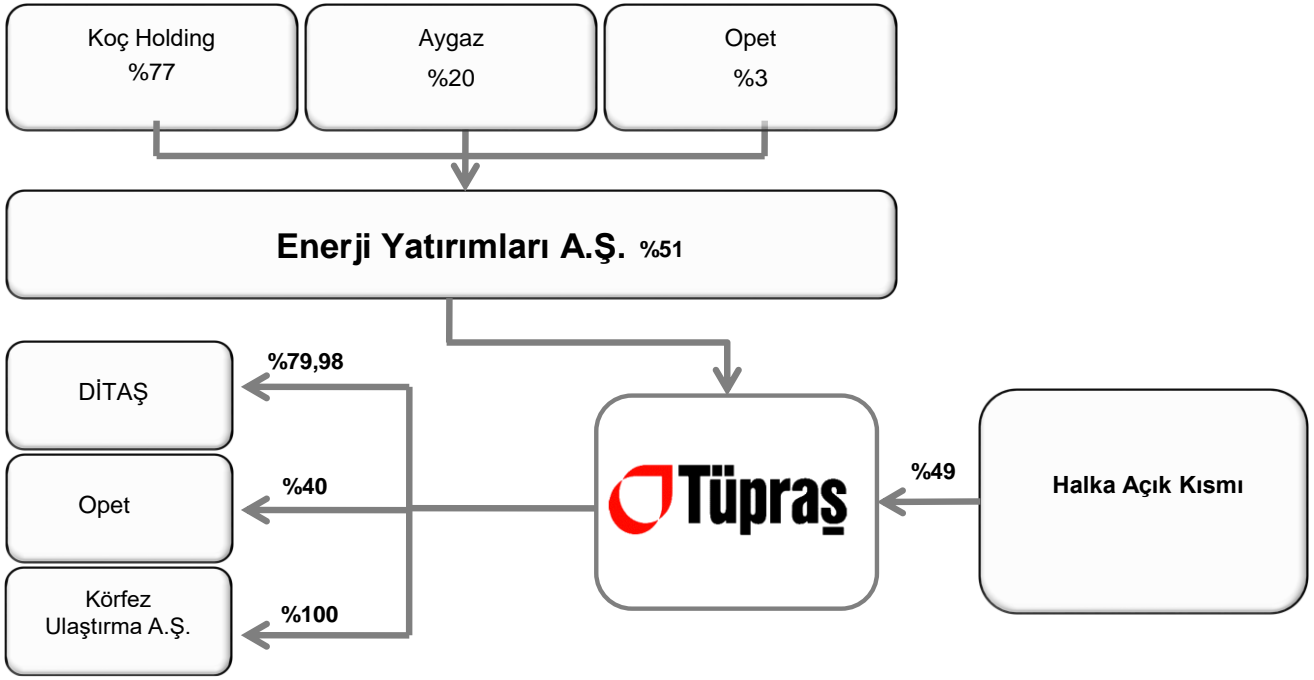 Koç Holding
%77
Aygaz
%20
Opet
%3
Enerji Yatırımları A.Ş. %51
DİTAŞ
%79,98
Opet
%40
Körfez
Ulaştırma A.Ş.
%100
Tüpraş
%49
Halka Açık Kısmı